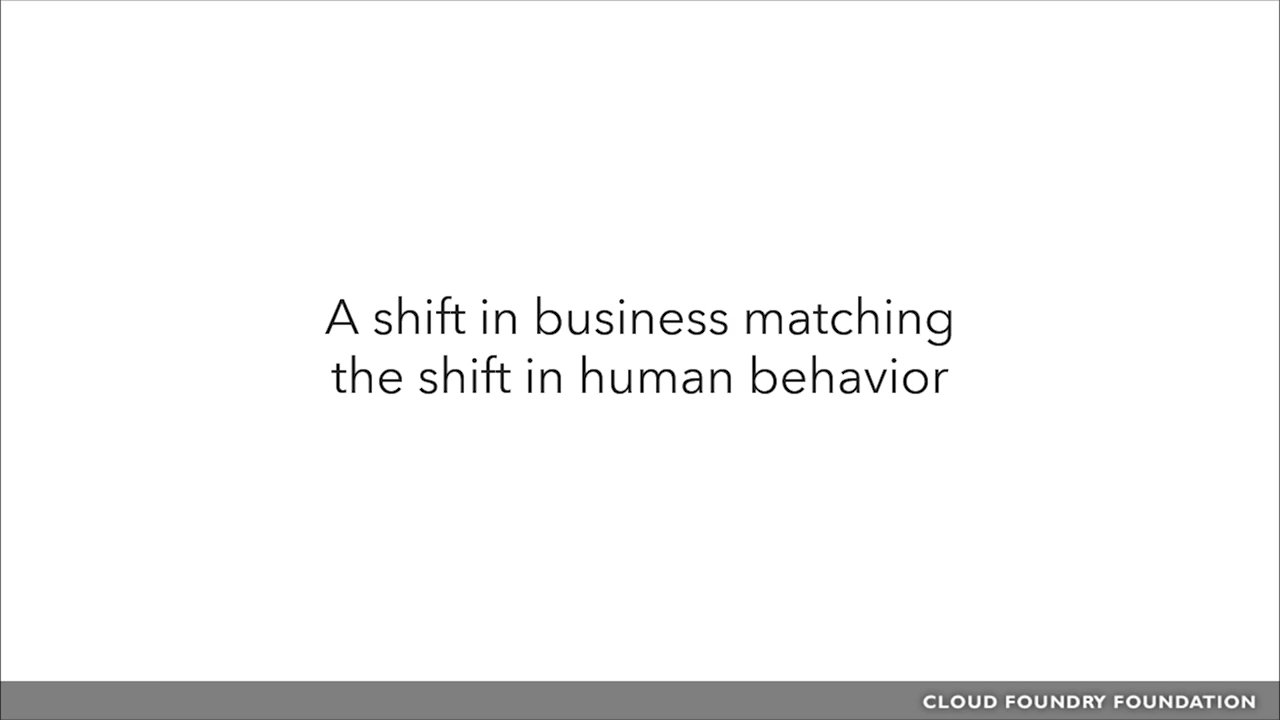 A shift in business matching
the shift in human behavior
CLOUD FOUNDRY FOUNDATION